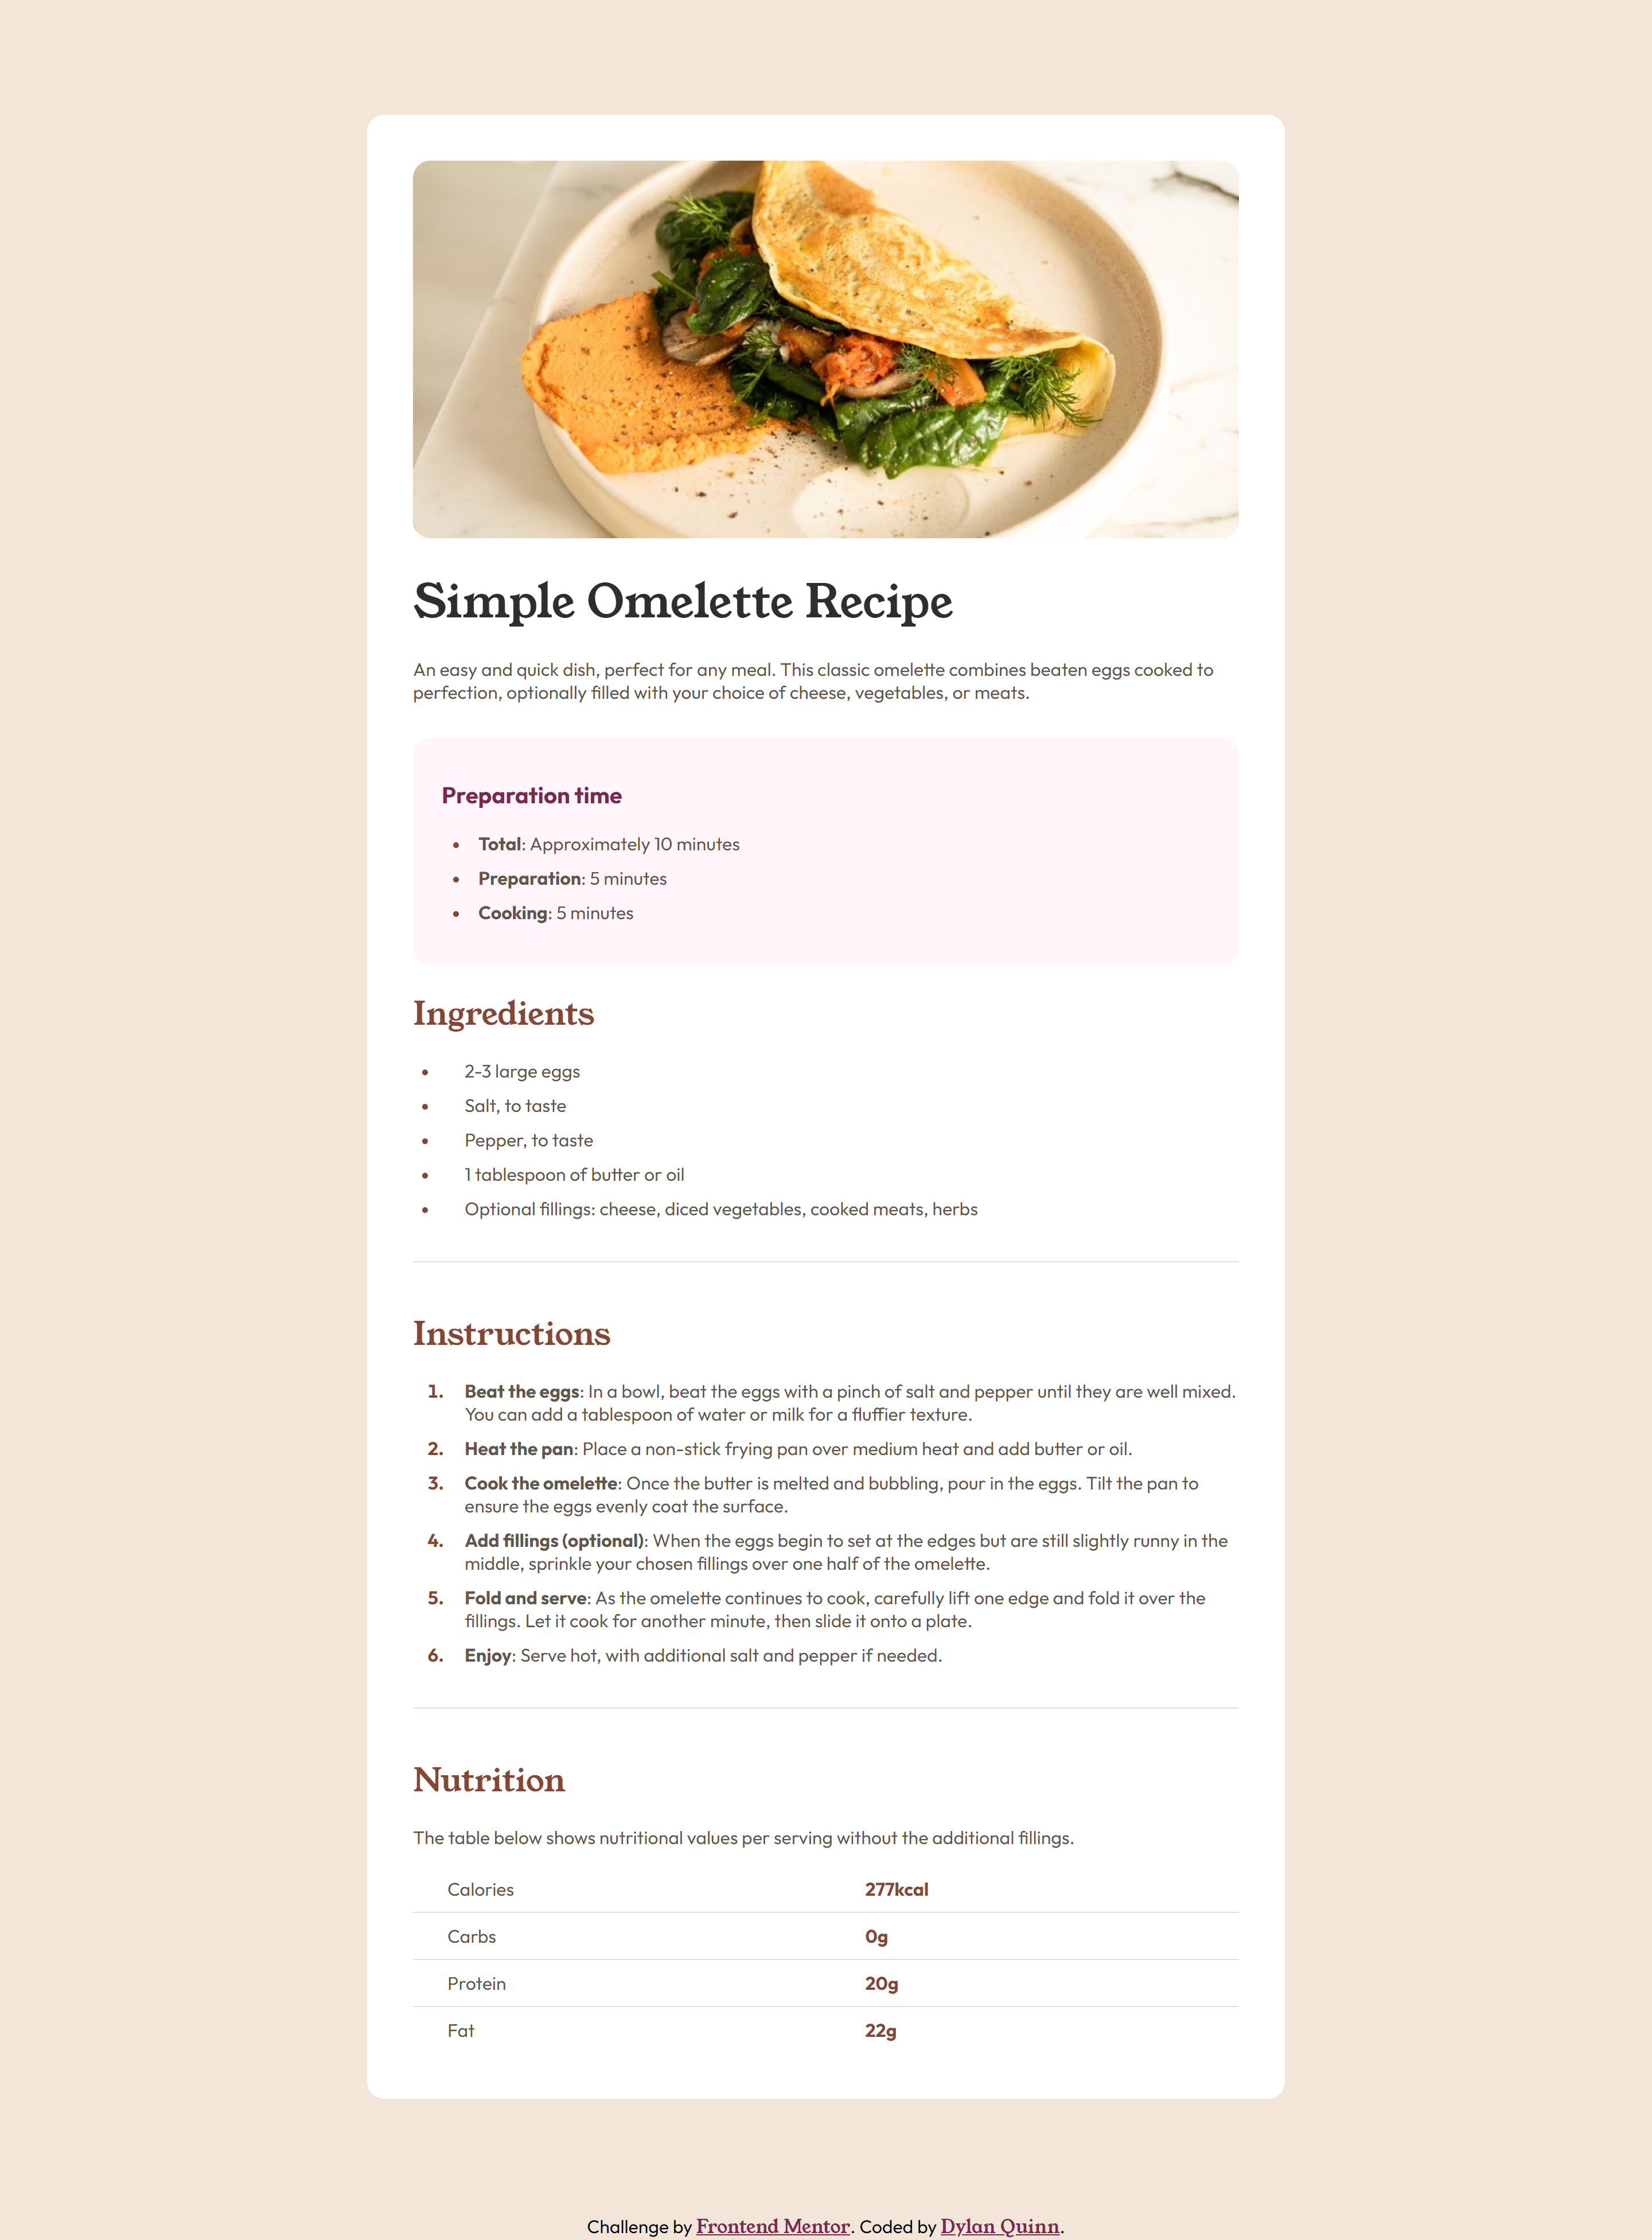 Simple Omelette Recipe
An easy and quick dish, perfect for any meal. This classic omelette combines beaten eggs cooked to
perfection, optionally filled with your choice of cheese, vegetables, or meats.
Preparation time
• Total: Approximately 10 minutes
• Preparation: 5 minutes
• Cooking: 5 minutes
Ingredients
• 2-3 large eggs
• Salt, to taste
• Pepper, to taste
• 1 tablespoon of butter or oil
• Optional fillings: cheese, diced vegetables, cooked meats, herbs
Instructions
1. Beat the eggs: In a bowl, beat the eggs with a pinch of salt and pepper until they are well mixed.
You can add a tablespoon of water or milk for a fluffier texture.
2. Heat the pan: Place a non-stick frying pan over medium heat and add butter or oil.
3. Cook the omelette: Once the butter is melted and bubbling, pour in the eggs. Tilt the pan to
ensure the eggs evenly coat the surface.
4. Add fillings (optional): When the eggs begin to set at the edges but are still slightly runny in the
middle, sprinkle your chosen fillings over one half of the omelette.
5. Fold and serve: As the omelette continues to cook, carefully lift one edge and fold it over the
fillings. Let it cook for another minute, then slide it onto a plate.
6. Enjoy: Serve hot, with additional salt and pepper if needed.
Nutrition
The table below shows nutritional values per serving without the additional fillings.
Calories 277kcal
Carbs 0g
Protein 20g
Fat 22g
Challenge by Frontend Mentor. Coded by Dylan Quinn.